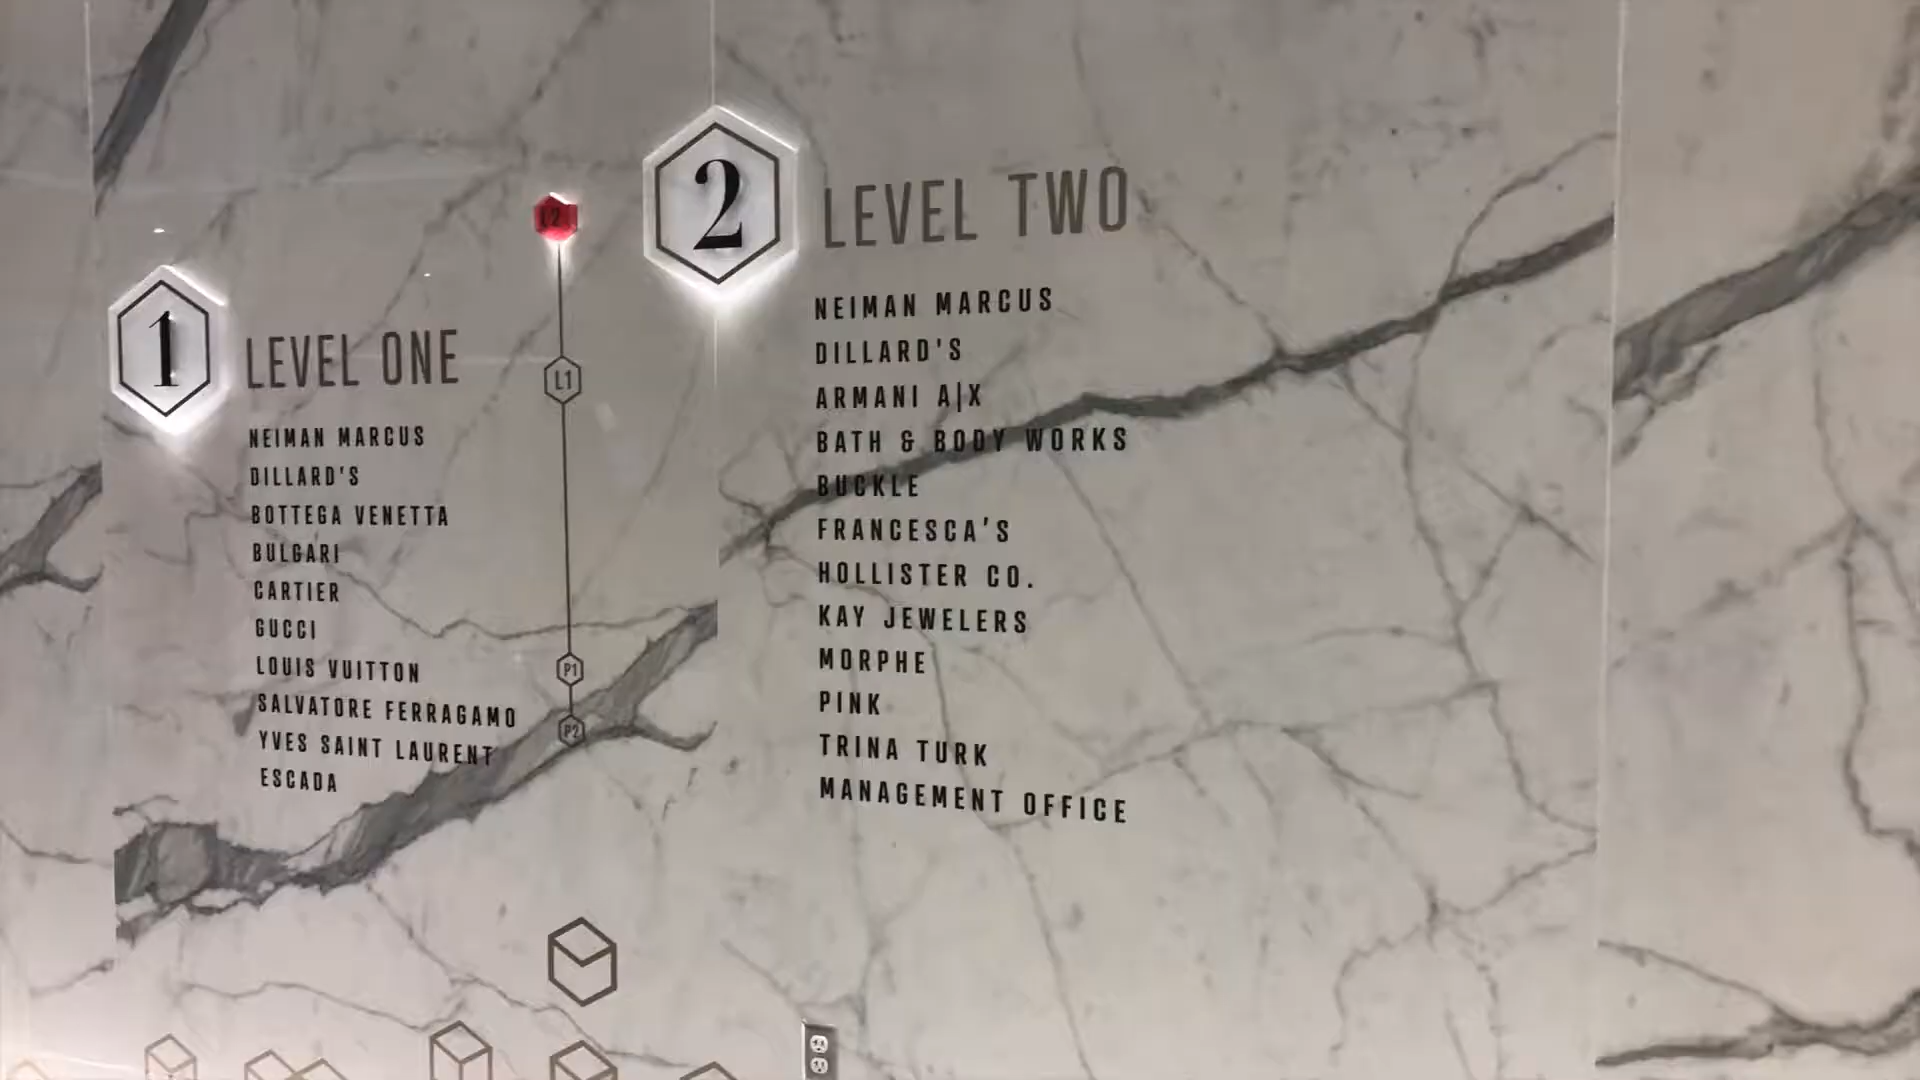 1
LEVEL ONE
NEIMAN MARCUS
DILLARD'S
BOTTEGA VENETTA
BULGARI
CARTIER
GUCCI
LOUIS VUITTON
SALVATORE FERRAGAMO
YVES SAINT LAURENT
ESCADA
L2
L1
P1
P2
2
LEVEL TWO
NEIMAN MARCUS
DILLARD'S
ARMANI A|X
BATH & BODY WORKS
BUCKLE
FRANCESCA'S
HOLLISTER CO.
KAY JEWELERS
MORPHE
PINK
TRINA TURK
MANAGEMENT OFFICE